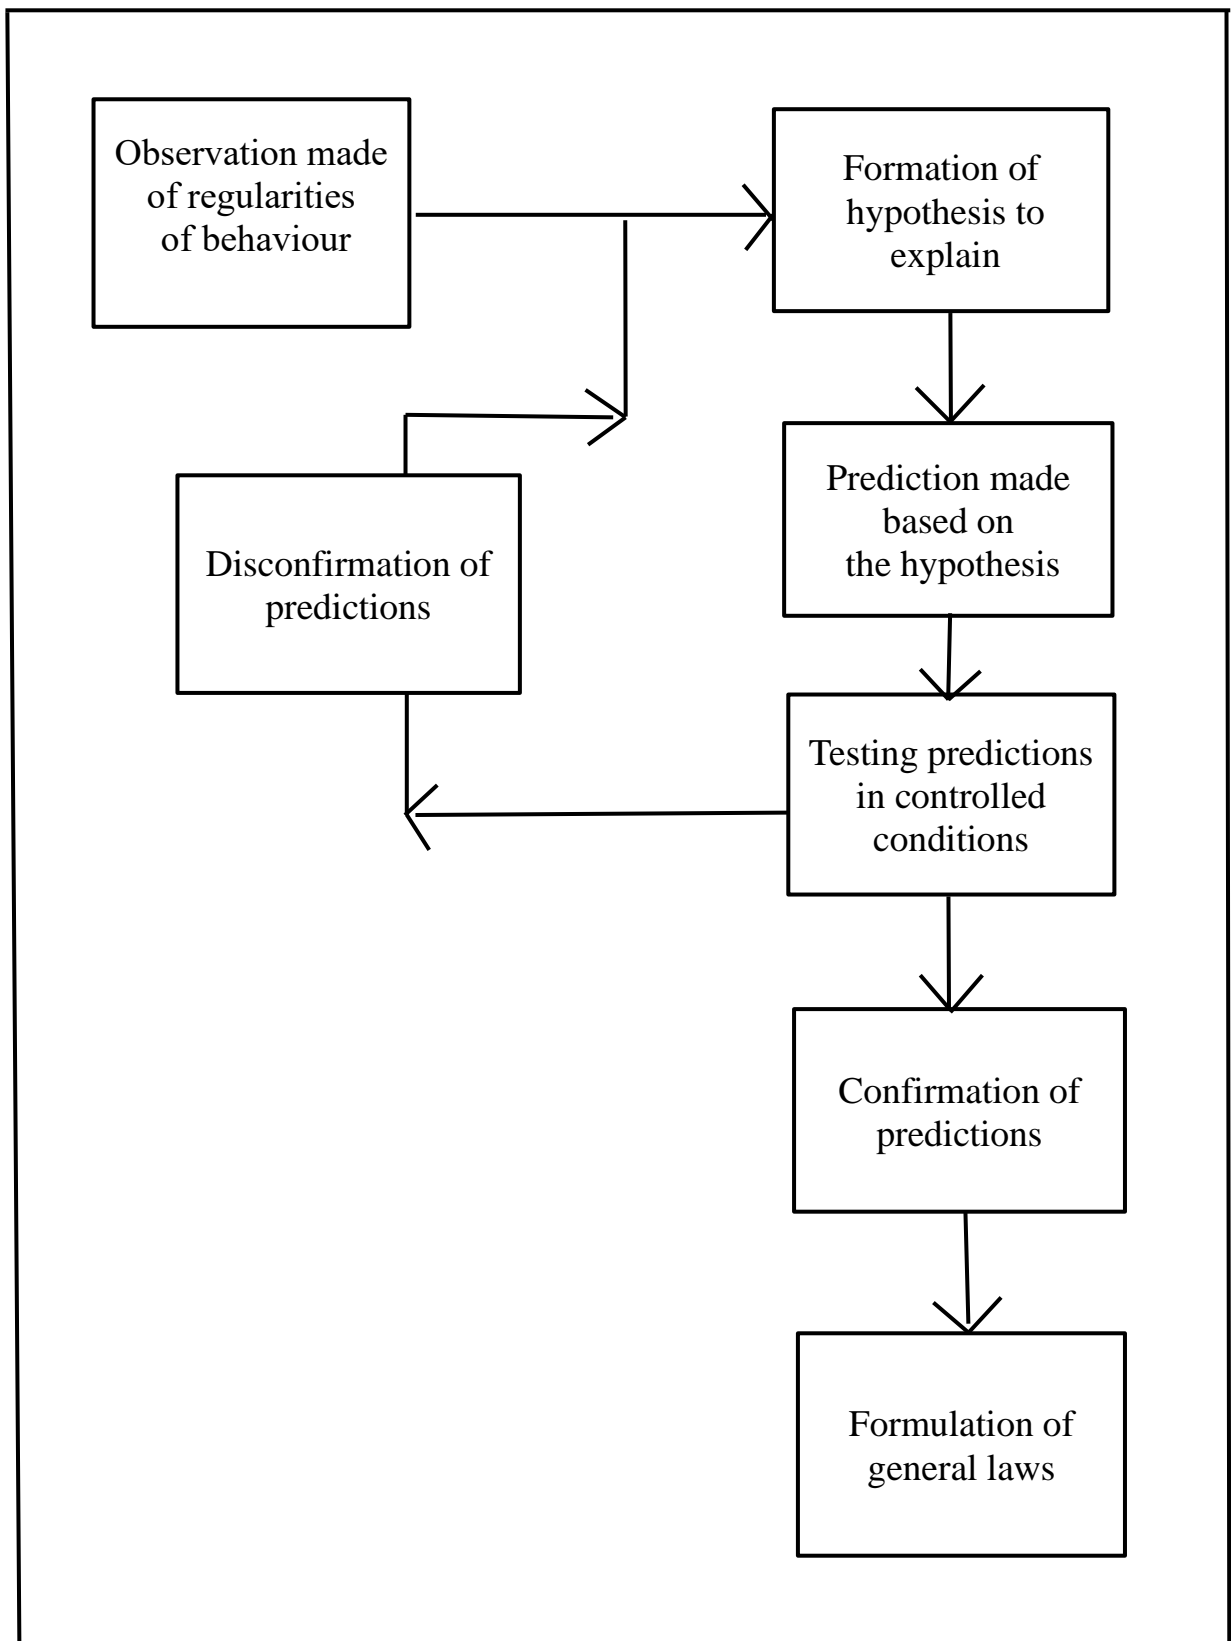 Observation made
of regularities
of behaviour
Formation of
hypothesis to
explain
Prediction made
based on
the hypothesis
Disconfirmation of
predictions
Testing predictions
in controlled
conditions
Confirmation of
predictions
Formulation of
general laws